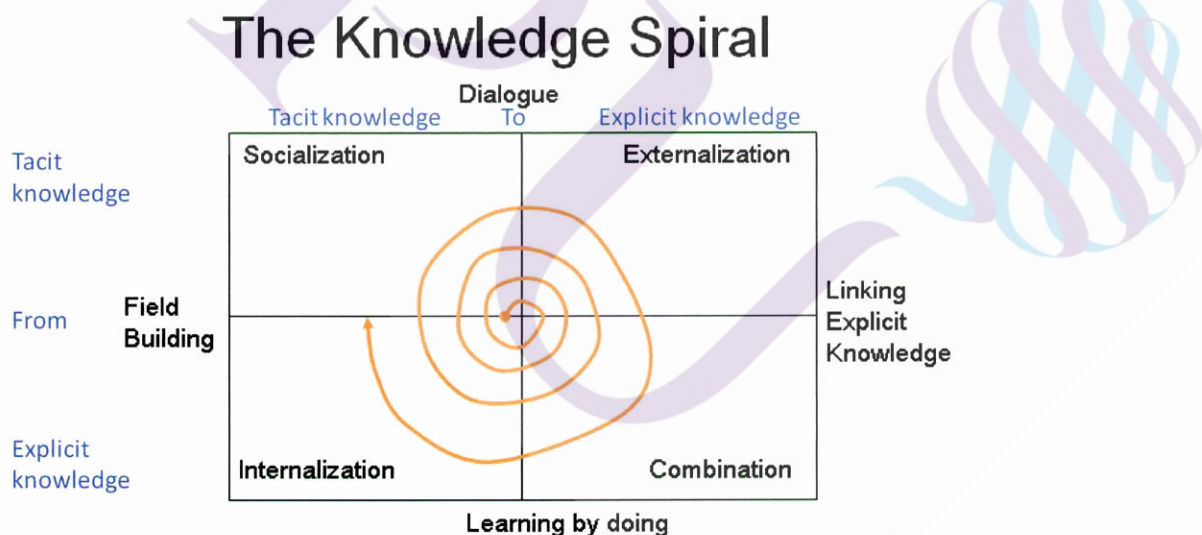 The Knowledge Spiral
Dialogue
Tacit knowledge To Explicit knowledge
Socialization Externalization
Tacit
knowledge
From
Field
Building
Linking
Explicit
Knowledge
Explicit
knowledge
Internalization Combination
Learning by doing